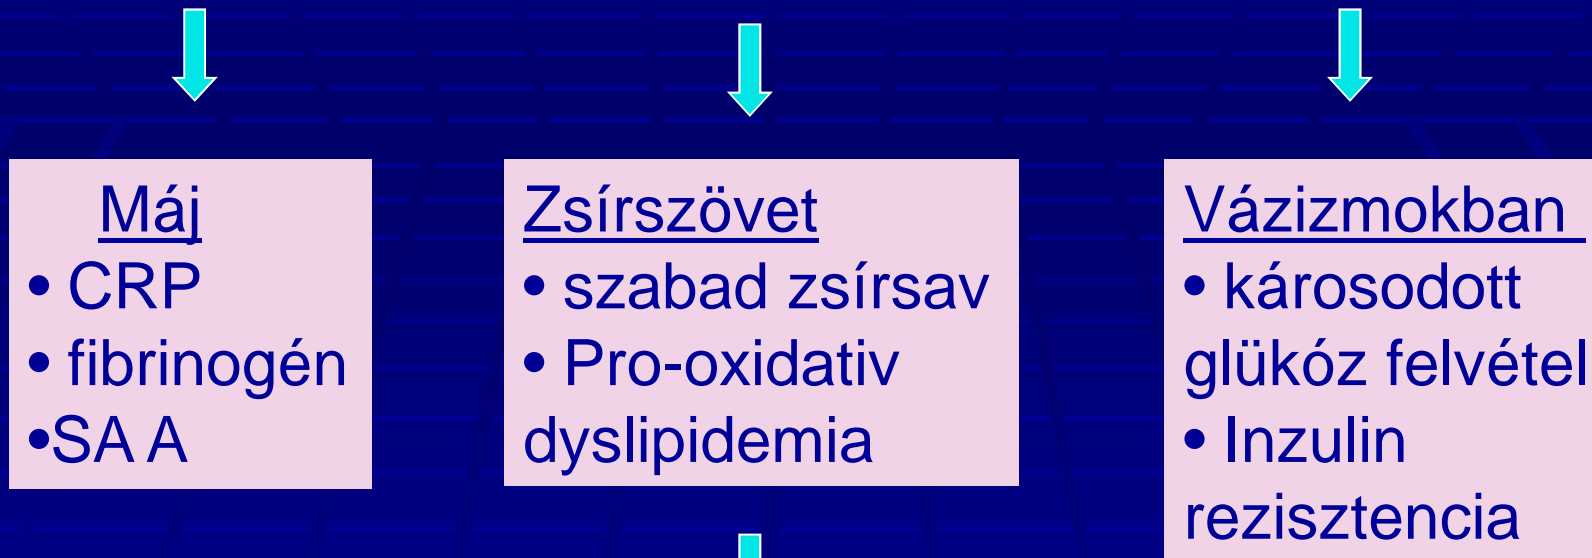 Máj
• CRP
• fibrinogén
•SA A
Zsírszövet
• szabad zsírsav
• Pro-oxidativ
dyslipidemia
Vázizmokban
• károsodott
glükóz felvétel
• Inzulin
rezisztencia